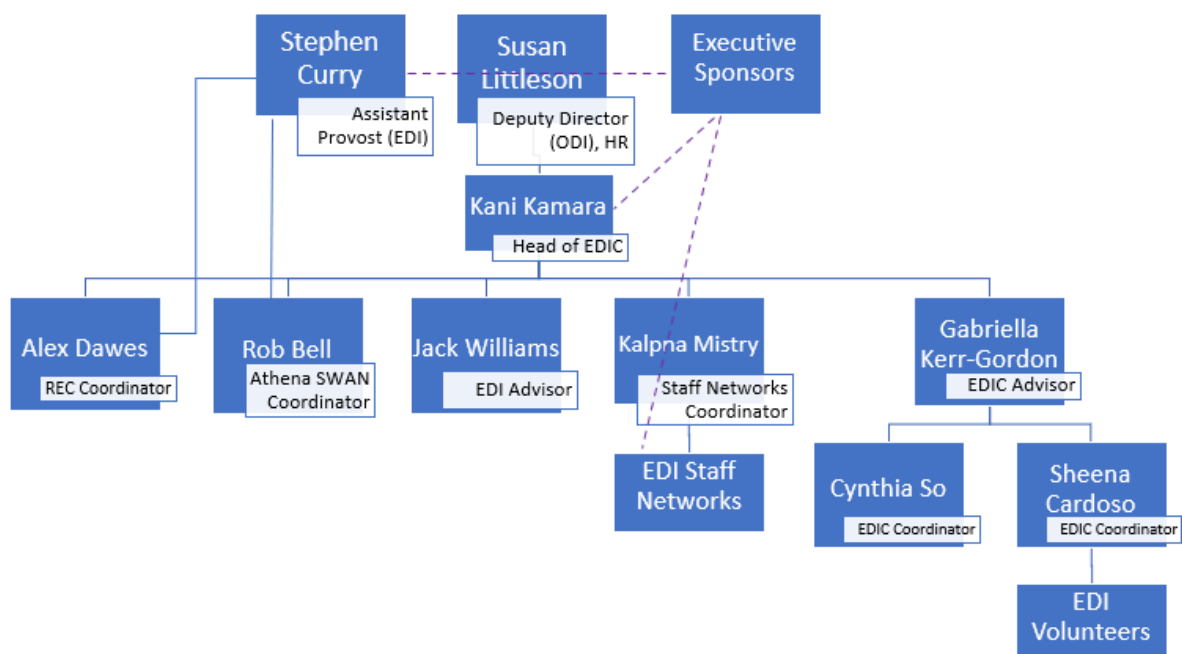 Stephen
Curry
Assistant
Provost (EDI)
Susan
Littleson
Deputy Director
(ODI), HR
Executive
Sponsors
Kani Kamara
Head of EDIC
Alex Dawes
REC Coordinator
Rob Bell
Athena SWAN
Coordinator
Jack Williams
EDI Advisor
Kalpna Mistry
Staff Networks
Coordinator
Gabriella
Kerr-Gordon
EDIC Advisor
EDI Staff
Networks
Cynthia So
EDIC Coordinator
Sheena
Cardoso
EDIC Coordinator
EDI
Volunteers